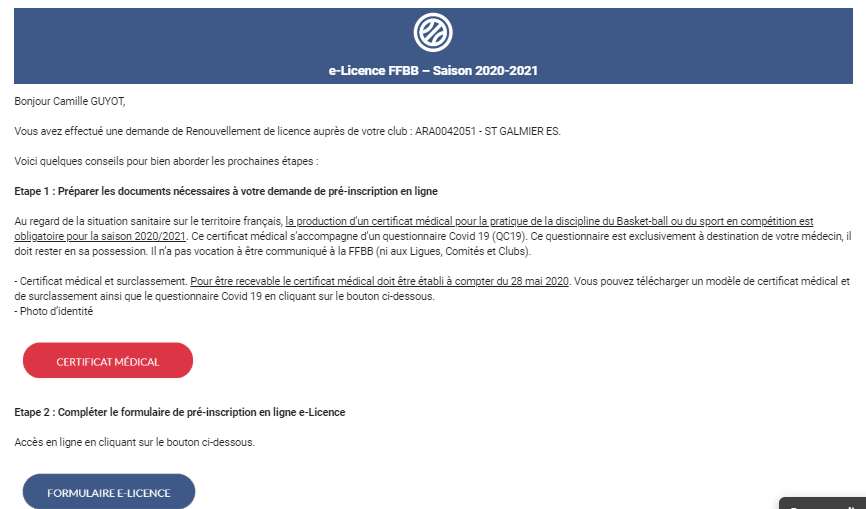 e-Licence FFBB – Saison 2020-2021
Bonjour Camille GUYOT,
Vous avez effectué une demande de Renouvellement de licence auprès de votre club : ARA0042051 - ST GALMIER ES.
Voici quelques conseils pour bien aborder les prochaines étapes :
Etape 1 : Préparer les documents nécessaires à votre demande de pré-inscription en ligne
Au regard de la situation sanitaire sur le territoire français, la production d'un certificat médical pour la pratique de la discipline du Basket-ball ou du sport en compétition est
obligatoire pour la saison 2020/2021. Ce certificat médical s'accompagne d'un questionnaire Covid 19 (QC19). Ce questionnaire est exclusivement à destination de votre médecin, il
doit rester en sa possession. Il n'a pas vocation à être communiqué à la FFBB (ni aux Ligues, Comités et Clubs).
- Certificat médical et surclassement. Pour être recevable le certificat médical doit être établi à compter du 28 mai 2020. Vous pouvez télécharger un modèle de certificat médical et
de surclassement ainsi que le questionnaire Covid 19 en cliquant sur le bouton ci-dessous.
- Photo d'identité
CERTIFICAT MÉDICAL
Etape 2 : Compléter le formulaire de pré-inscription en ligne e-Licence
Accès en ligne en cliquant sur le bouton ci-dessous.
FORMULAIRE E-LICENCE